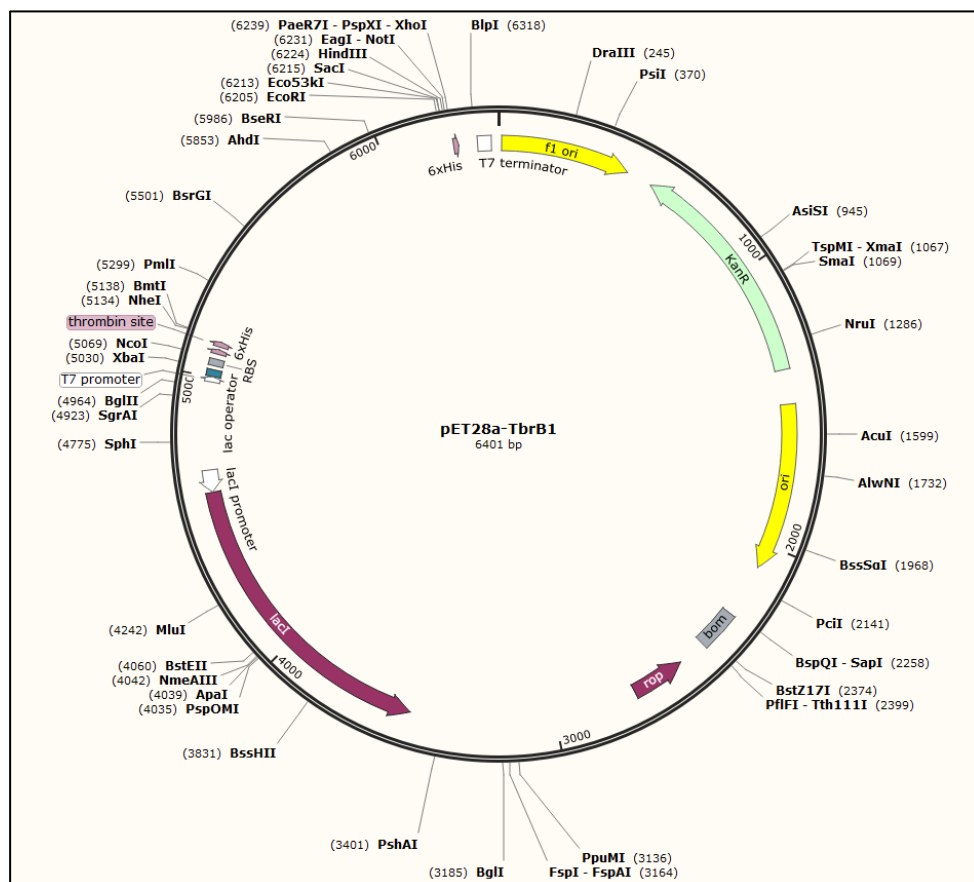 (6239) PaeR7I - PspXI - XhoI
(6231) EagI - NotI
(6224) HindIII
(6215) SacI
(6213) Eco53kI
(6205) EcoRI
(5986) BseRI
(5853) AhdI
(5501) BsrGI
(5299) PmlI
(5138) BmtI
(5134) NheI
thrombin site
(5069) NcoI
(5030) XbaI
T7 promoter
(4964) BglII
(4923) SgrAI
(4775) SphI
(4242) MluI
(4060) BstEII
(4042) NmeAIII
(4039) ApaI
(4035) PspOMI
(3831) BssHII
(3401) PshAI
(3185) BglI
BlpI (6318)
DraIII (245)
PsiI (370)
AsiSI (945)
TspMI - XmaI (1067)
SmaI (1069)
NruI (1286)
AcuI (1599)
AlwNI (1732)
BssSαI (1968)
PciI (2141)
BspQI - SapI (2258)
BstZ17I (2374)
PflFI - Tth111I (2399)
PpuMI (3136)
FspI - FspAI (3164)
6xHis
T7 terminator
f1 ori
KanR
ori
bom
rop
lacI
lacI promoter
lac operator
RBS
6xHis
1000
2000
3000
4000
5000
6000
pET28a-TbrB1
6401 bp